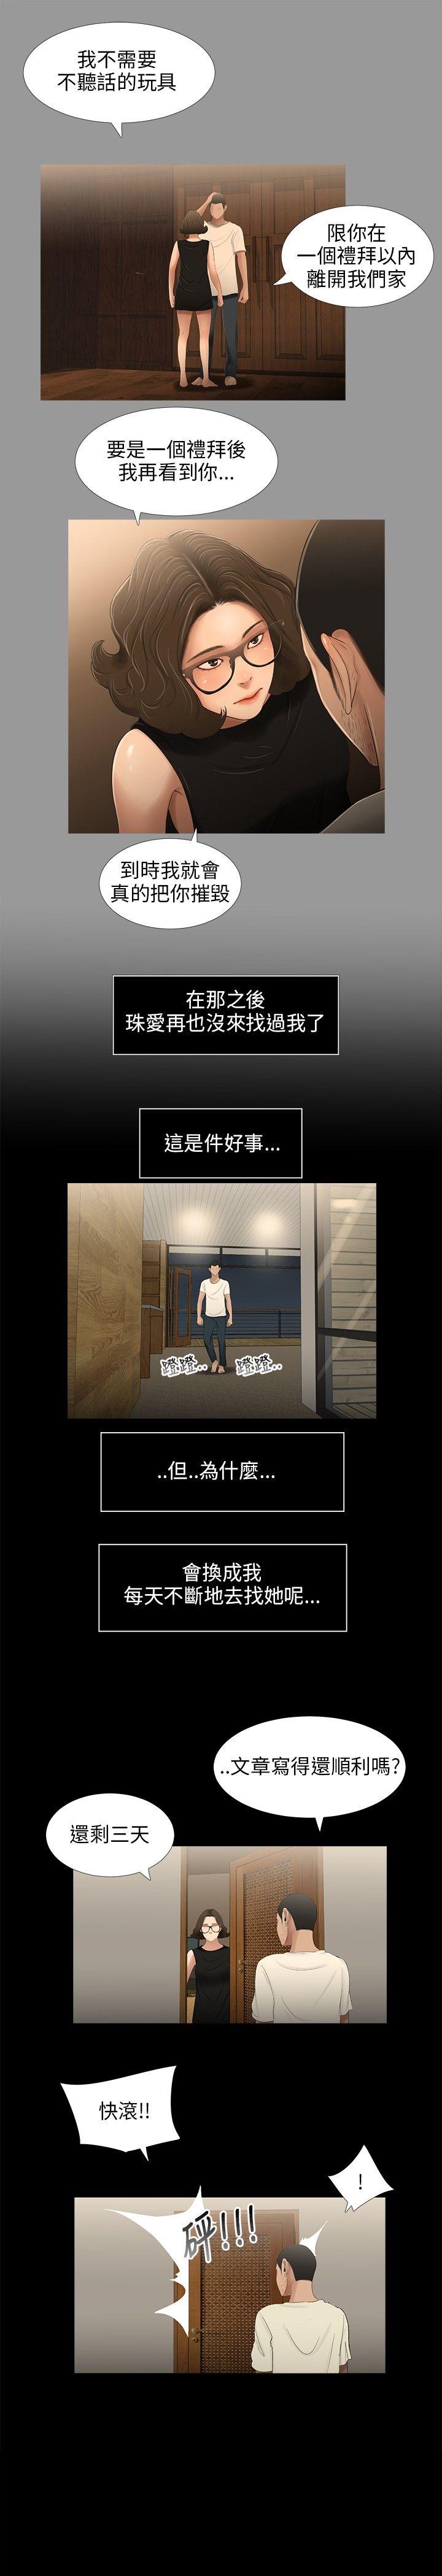 我不需要
不聽話的玩具
限你在
一個禮拜以內
離開我們家
要是一個禮拜後
我再看到你...
到時我就會
真的把你摧毀
在那之後
珠愛再也沒來找過我了
這是件好事...
蹬蹬.. 蹬蹬..
..但..為什麼...
會換成我
每天不斷地去找她呢...
..文章寫得還順利嗎?
還剩三天
快滾!!
!
砰!!!